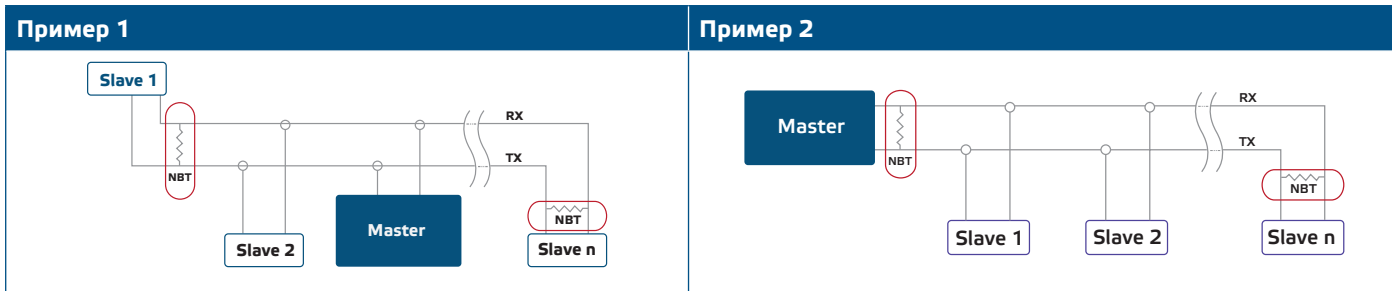 Пример 1
Slave 1
RX
TX
NBT
NBT
Master
Slave 2
Slave n
Пример 2
Master
RX
TX
NBT
NBT
Slave 1
Slave 2
Slave n